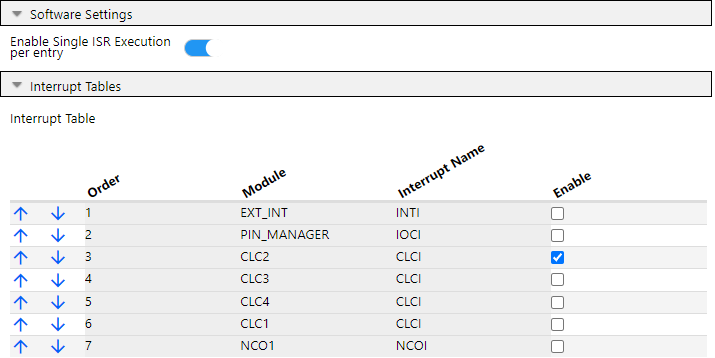 Software Settings
Enable Single ISR Execution
per entry
Interrupt Tables
Interrupt Table
Order Module Interrupt Name Enable
1 EXT_INT INTI
2 PIN_MANAGER IOCI
3 CLC2 CLCI
4 CLC3 CLCI
5 CLC4 CLCI
6 CLC1 CLCI
7 NCO1 NCOI